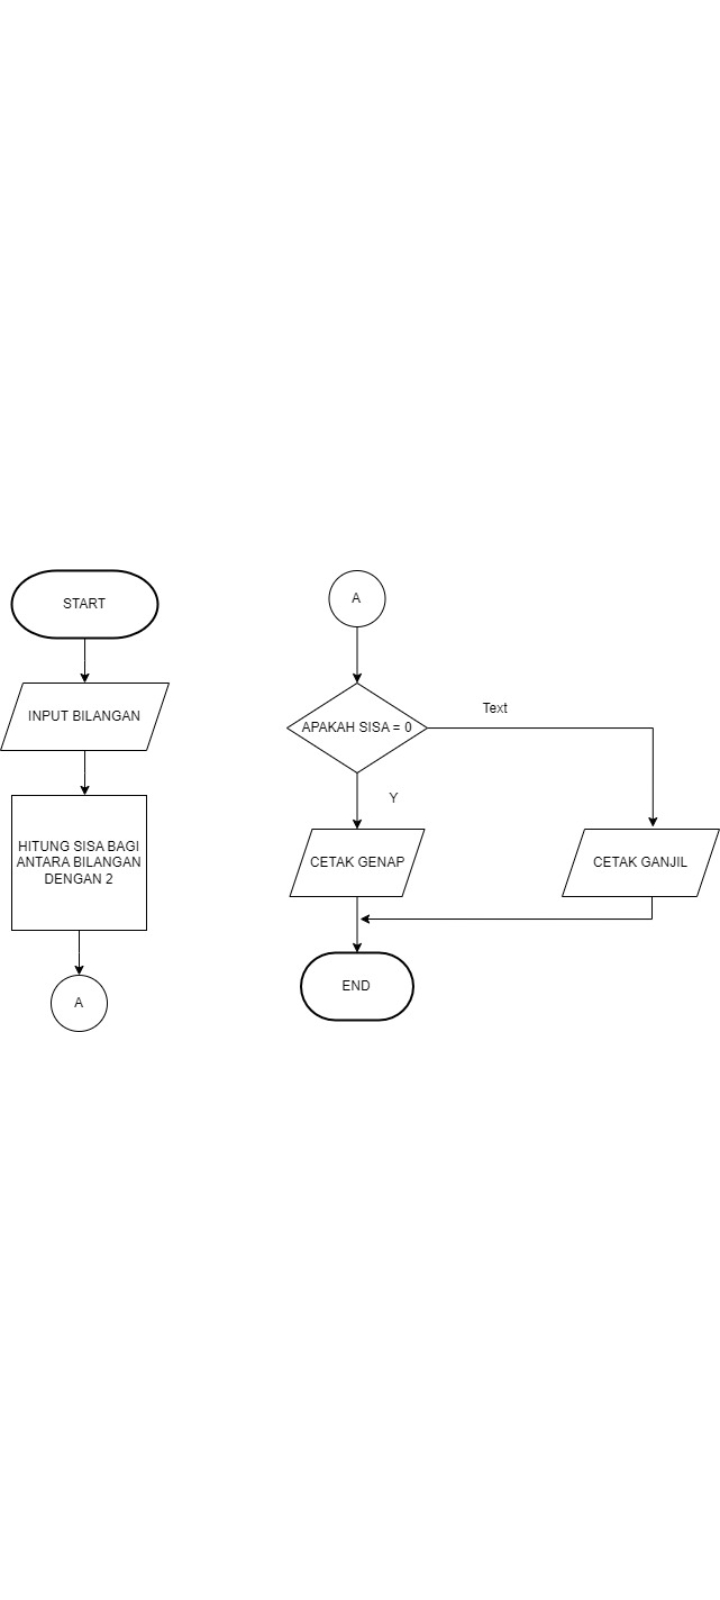 START
INPUT BILANGAN
HITUNG SISA BAGI
ANTARA BILANGAN
DENGAN 2
A
A
APAKAH SISA = 0
Text
Y
CETAK GENAP
CETAK GANJIL
END